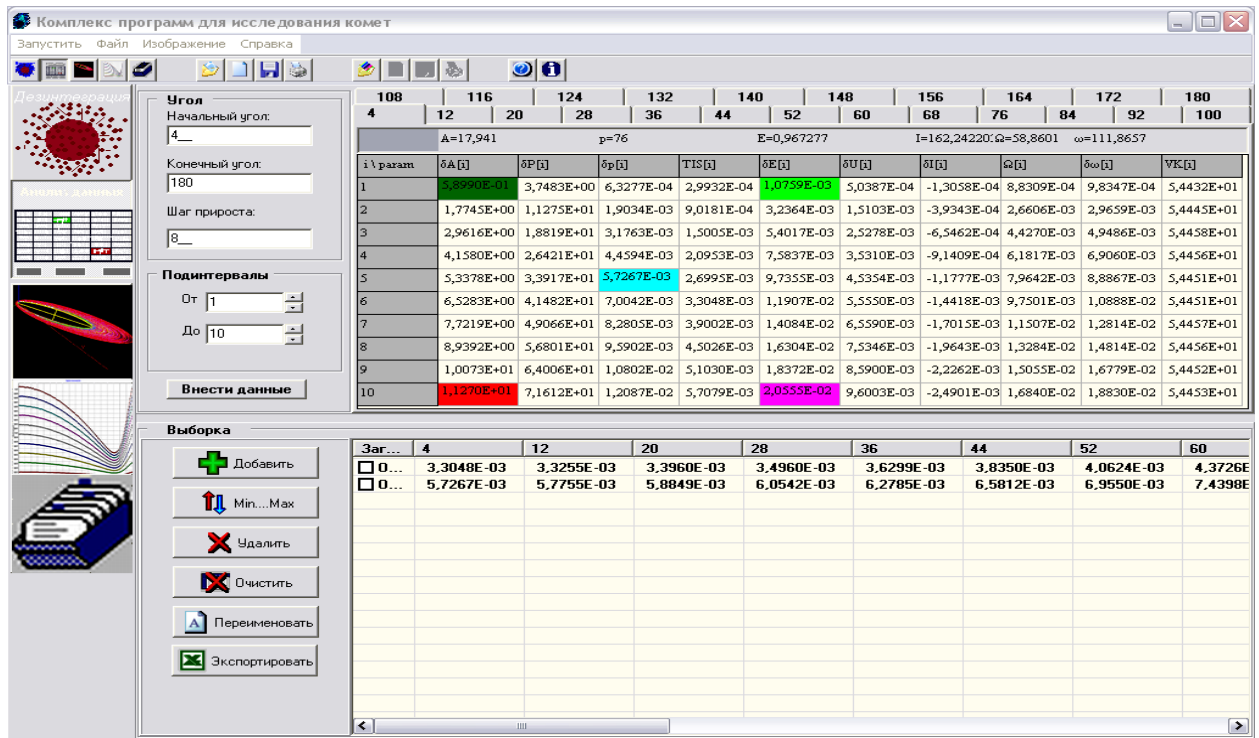 Комплекс программ для исследования комет
Запустить Файл Изображение Справка
Дезинтеграция
Анализ данных
Угол
Начальный угол:
4__
Конечный угол:
180
Шаг прироста:
8__
Подинтервалы
От 1
До 10
Внести данные
108 116 124 132 140 148 156 164 172 180
4 12 20 28 36 44 52 60 68 76 84 92 100
A=17,941 p=76 E=0,967277 I=162,24220 Ω=58,8601 ω=111,8657
i \ param δA[i] δP[i] δp[i] TIS[i] δE[i] δU[i] δI[i] Ω[i] δω[i] VK[i]
1 5,8990E-01 3,7483E+00 6,3277E-04 2,9932E-04 1,0759E-03 5,0387E-04 -1,3058E-04 8,8309E-04 9,8347E-04 5,4432E+01
2 1,7745E+00 1,1275E+01 1,9034E-03 9,0181E-04 3,2364E-03 1,5103E-03 -3,9343E-04 2,6606E-03 2,9659E-03 5,4445E+01
3 2,9616E+00 1,8819E+01 3,1763E-03 1,5005E-03 5,4017E-03 2,5278E-03 -6,5462E-04 4,4270E-03 4,9486E-03 5,4458E+01
4 4,1580E+00 2,6421E+01 4,4594E-03 2,0953E-03 7,5837E-03 3,5310E-03 -9,1409E-04 6,1817E-03 6,9060E-03 5,4456E+01
5 5,3378E+00 3,3917E+01 5,7267E-03 2,6995E-03 9,7355E-03 4,5354E-03 -1,1777E-03 7,9642E-03 8,8867E-03 5,4451E+01
6 6,5283E+00 4,1482E+01 7,0042E-03 3,3048E-03 1,1907E-02 5,5550E-03 -1,4418E-03 9,7501E-03 1,0888E-02 5,4451E+01
7 7,7219E+00 4,9066E+01 8,2805E-03 3,9002E-03 1,4084E-02 6,5590E-03 -1,7015E-03 1,1507E-02 1,2814E-02 5,4457E+01
8 8,9392E+00 5,6801E+01 9,5902E-03 4,5026E-03 1,6304E-02 7,5346E-03 -1,9643E-03 1,3284E-02 1,4814E-02 5,4456E+01
9 1,0073E+01 6,4006E+01 1,0802E-02 5,1030E-03 1,8372E-02 8,5900E-03 -2,2262E-03 1,5055E-02 1,6779E-02 5,4452E+01
10 1,1270E+01 7,1612E+01 1,2087E-02 5,7079E-03 2,0555E-02 9,6003E-03 -2,4901E-03 1,6840E-02 1,8830E-02 5,4453E+01
Выборка
Добавить
Min....Max
Удалить
Очистить
Переименовать
Экспортировать
Заг... 4 12 20 28 36 44 52 60
0... 3,3048E-03 3,3255E-03 3,3960E-03 3,4960E-03 3,6299E-03 3,8350E-03 4,0624E-03 4,3726E
0... 5,7267E-03 5,7755E-03 5,8849E-03 6,0542E-03 6,2785E-03 6,5812E-03 6,9550E-03 7,4398E